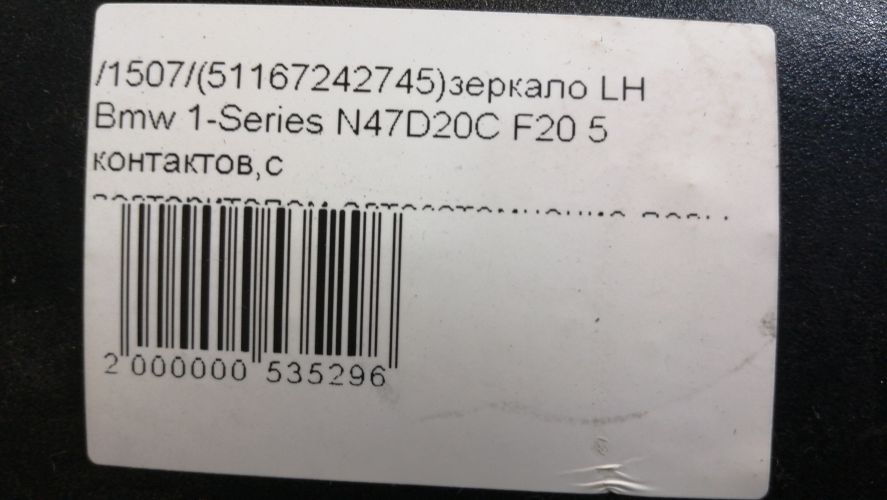 /1507/(51167242745)зеркало LH
Bmw 1-Series N47D20C F20 5
контактов,с
2 000000 535296